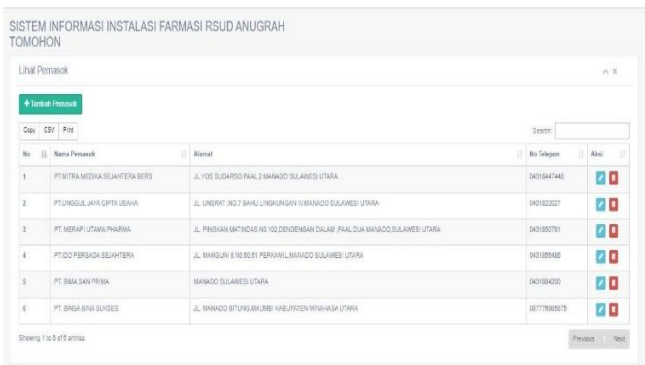 SISTEM INFORMASI INSTALASI FARMASI RSUD ANUGRAH
TOMOHON
Lihat Pemasok
+ Tambah Pemasok
Copy CSV Print Search:
No Nama Pemasok Alamat No Telepon Aksi
1 PT.MITRA MEDIKA SEJAHTERA BERS JL.YOS SUDARSO PAAL 2 MANADO SULAWESI UTARA 04318447440
2 PT.UNGGUL JAYA CIPTA USAHA JL. UNSRAT ,NO.7 BAHU LINGKUNGAN IV.MANADO SULAWESI UTARA 0431822027
3 PT. MERAPI UTAMA PHARMA JL. PINGKAN MATINDAS NO.102,DENDENGAN DALAM ,PAAL DUA MANADO,SULAWESI UTARA 0431850781
4 PT.IDO PERSADA SEJAHTERA JL. MANGUNI 8 NO.60,61 PERKAMIL,MANADO SULAWESI UTARA 0431855485
5 PT. BIMA SAN PRIMA MANADO SULAWESI UTARA 0431884200
6 PT. BINSA BINA SUKSES JL. MANADO BITUNG,MAUMBI KABUPATEN MINAHASA UTARA 087775985875
Showing 1 to 6 of 6 entries Previous 1 Next